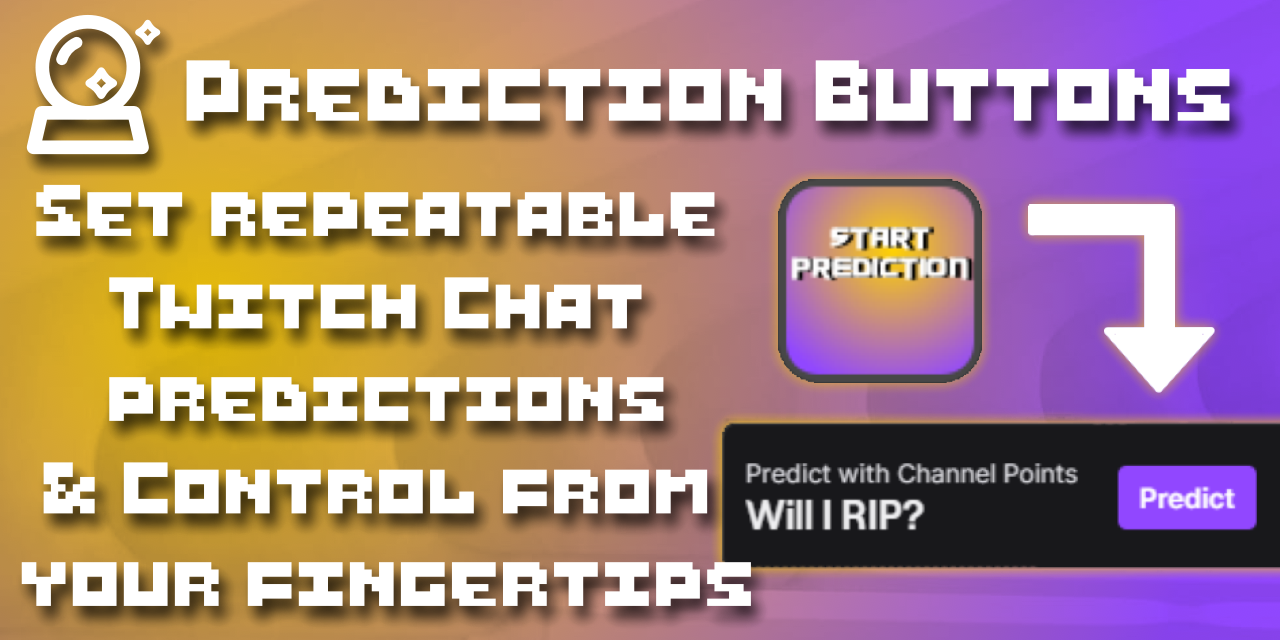 Prediction Buttons
Set repeatable
Twitch Chat
predictions
& Control from
your fingertips
START
PREDICTION
Predict with Channel Points
Will I RIP?
Predict